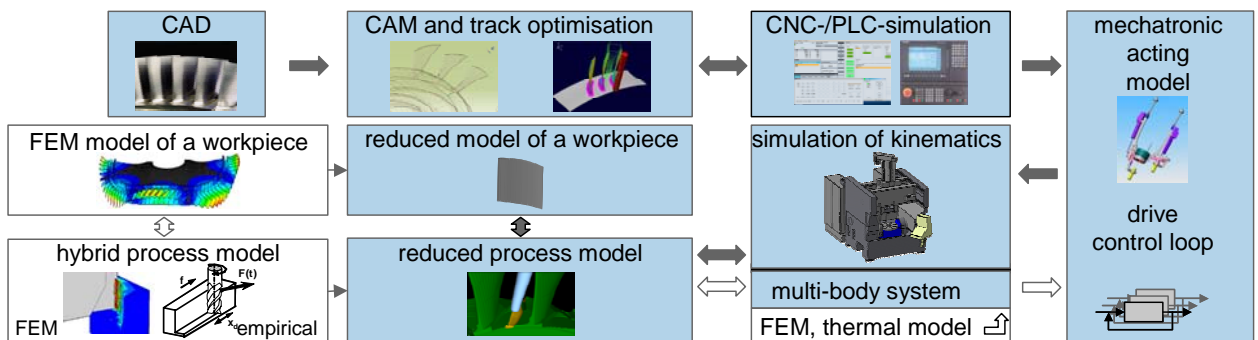 CAD
CAM and track optimisation
CNC-/PLC-simulation
mechatronic
acting
model
FEM model of a workpiece
reduced model of a workpiece
simulation of kinematics
drive
control loop
hybrid process model
f
F(t)
x
FEM
empirical
reduced process model
multi-body system
FEM, thermal model